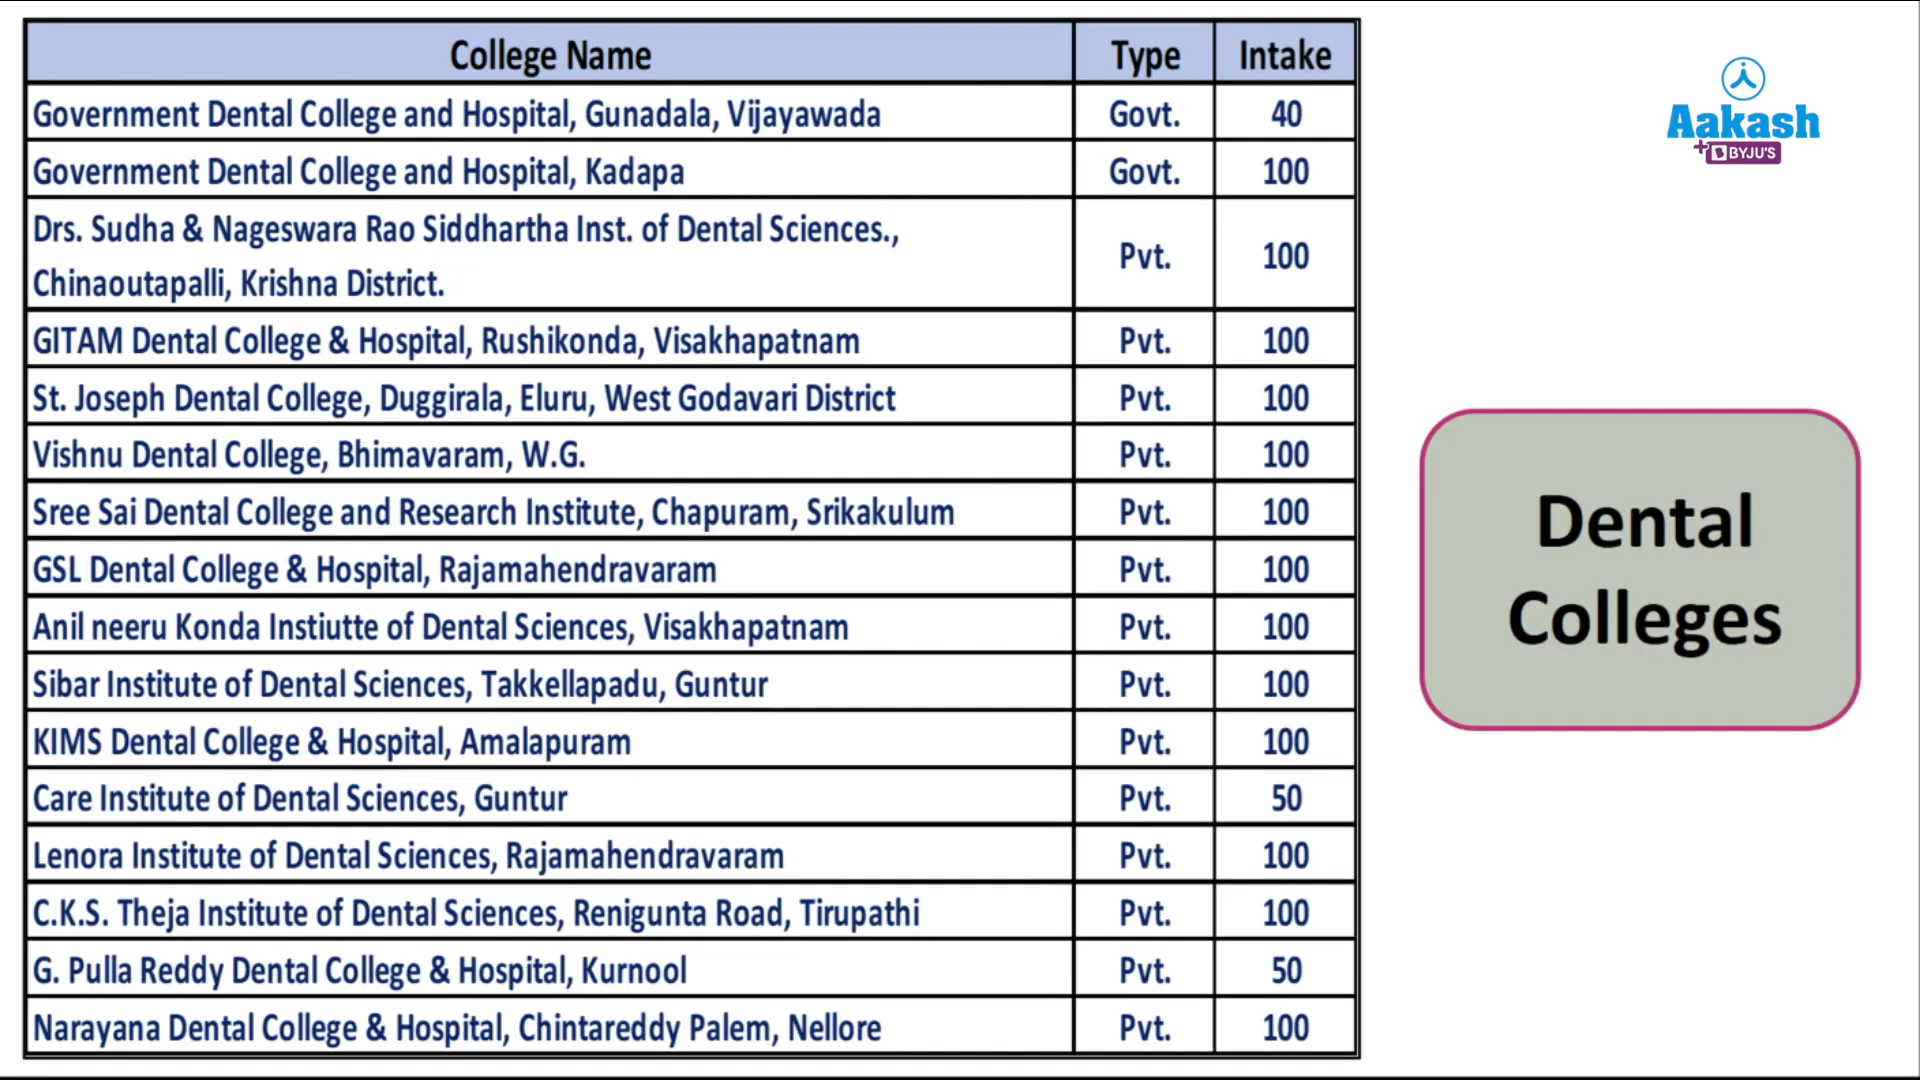 College Name Type Intake
Government Dental College and Hospital, Gunadala, Vijayawada Govt. 40
Government Dental College and Hospital, Kadapa Govt. 100
Drs. Sudha & Nageswara Rao Siddhartha Inst. of Dental Sciences.,
Chinaoutapalli, Krishna District. Pvt. 100
GITAM Dental College & Hospital, Rushikonda, Visakhapatnam Pvt. 100
St. Joseph Dental College, Duggirala, Eluru, West Godavari District Pvt. 100
Vishnu Dental College, Bhimavaram, W.G. Pvt. 100
Sree Sai Dental College and Research Institute, Chapuram, Srikakulum Pvt. 100
GSL Dental College & Hospital, Rajamahendravaram Pvt. 100
Anil neeru Konda Instiutte of Dental Sciences, Visakhapatnam Pvt. 100
Sibar Institute of Dental Sciences, Takkellapadu, Guntur Pvt. 100
KIMS Dental College & Hospital, Amalapuram Pvt. 100
Care Institute of Dental Sciences, Guntur Pvt. 50
Lenora Institute of Dental Sciences, Rajamahendravaram Pvt. 100
C.K.S. Theja Institute of Dental Sciences, Renigunta Road, Tirupathi Pvt. 100
G. Pulla Reddy Dental College & Hospital, Kurnool Pvt. 50
Narayana Dental College & Hospital, Chintareddy Palem, Nellore Pvt. 100
Aakash
+ BYJU'S
Dental
Colleges